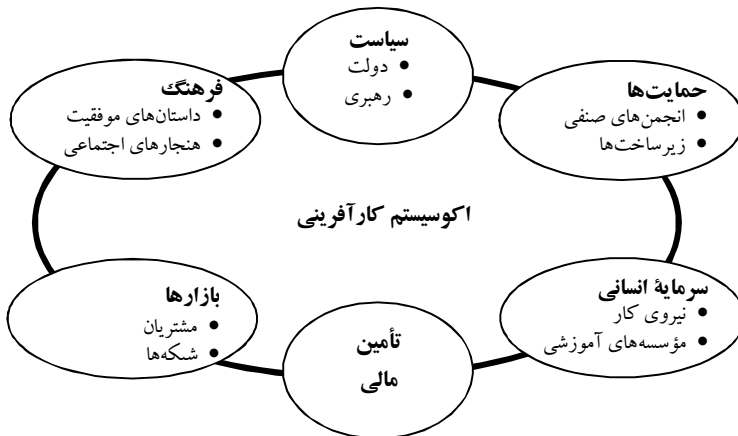 سیاست
• دولت
• رهبری
حمایت‌ها
• انجمن‌های صنفی
• زیرساخت‌ها
فرهنگ
• داستان‌های موفقیت
• هنجارهای اجتماعی
اکوسیستم کارآفرینی
سرمایهٔ انسانی
• نیروی کار
• مؤسسه‌های آموزشی
بازارها
• مشتریان
• شبکه‌ها
تأمین
مالی